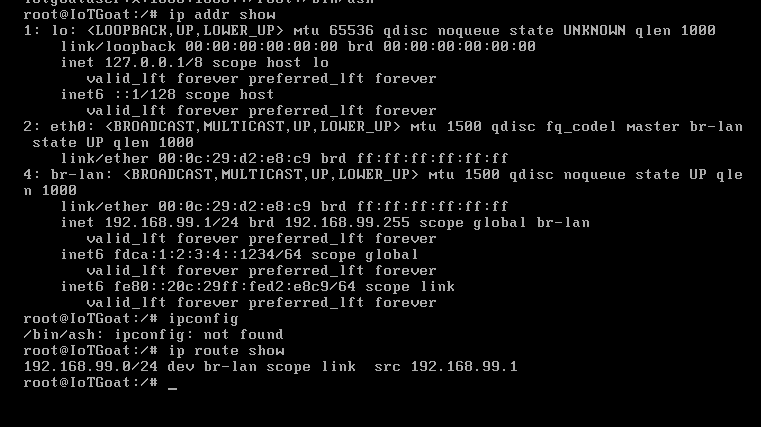 root@IoTGoat:/# ip addr show
1: lo: <LOOPBACK,UP,LOWER_UP> mtu 65536 qdisc noqueue state UNKNOWN qlen 1000
    link/loopback 00:00:00:00:00:00 brd 00:00:00:00:00:00
    inet 127.0.0.1/8 scope host lo
       valid_lft forever preferred_lft forever
    inet6 ::1/128 scope host
       valid_lft forever preferred_lft forever
2: eth0: <BROADCAST,MULTICAST,UP,LOWER_UP> mtu 1500 qdisc fq_codel master br-lan
 state UP qlen 1000
    link/ether 00:0c:29:d2:e8:c9 brd ff:ff:ff:ff:ff:ff
4: br-lan: <BROADCAST,MULTICAST,UP,LOWER_UP> mtu 1500 qdisc noqueue state UP qle
n 1000
    link/ether 00:0c:29:d2:e8:c9 brd ff:ff:ff:ff:ff:ff
    inet 192.168.99.1/24 brd 192.168.99.255 scope global br-lan
       valid_lft forever preferred_lft forever
    inet6 fdca:1:2:3:4::1234/64 scope global
       valid_lft forever preferred_lft forever
    inet6 fe80::20c:29ff:fed2:e8c9/64 scope link
       valid_lft forever preferred_lft forever
root@IoTGoat:/# ipconfig
/bin/ash: ipconfig: not found
root@IoTGoat:/# ip route show
192.168.99.0/24 dev br-lan scope link  src 192.168.99.1
root@IoTGoat:/# _